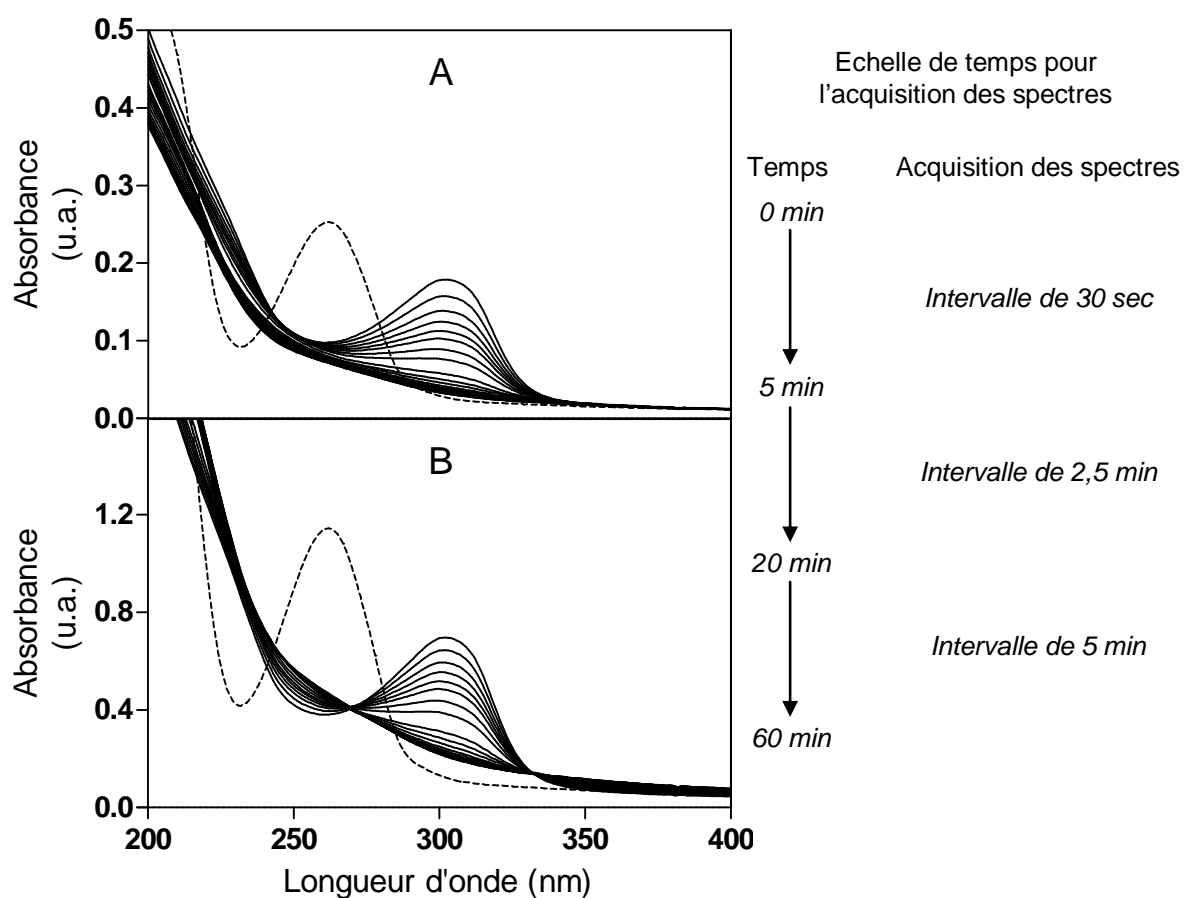 A
0.5
0.4
0.3
0.2
0.1
0.0
Absorbance
(u.a.)
B
1.2
0.8
0.4
0.0
Absorbance
(u.a.)
200
250
300
350
400
Longueur d'onde (nm)
Echelle de temps pour
l'acquisition des spectres
Temps
Acquisition des spectres
0 min
Intervalle de 30 sec
5 min
Intervalle de 2,5 min
20 min
Intervalle de 5 min
60 min